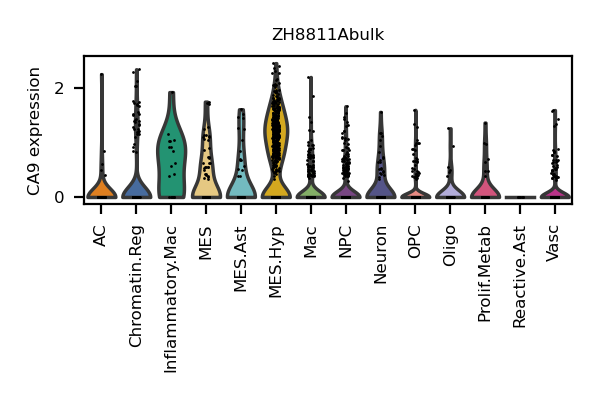 ZH8811Abulk
CA9 expression
2
0
AC
Chromatin.Reg
Inflammatory.Mac
MES
MES.Ast
MES.Hyp
Mac
NPC
Neuron
OPC
Oligo
Prolif.Metab
Reactive.Ast
Vasc